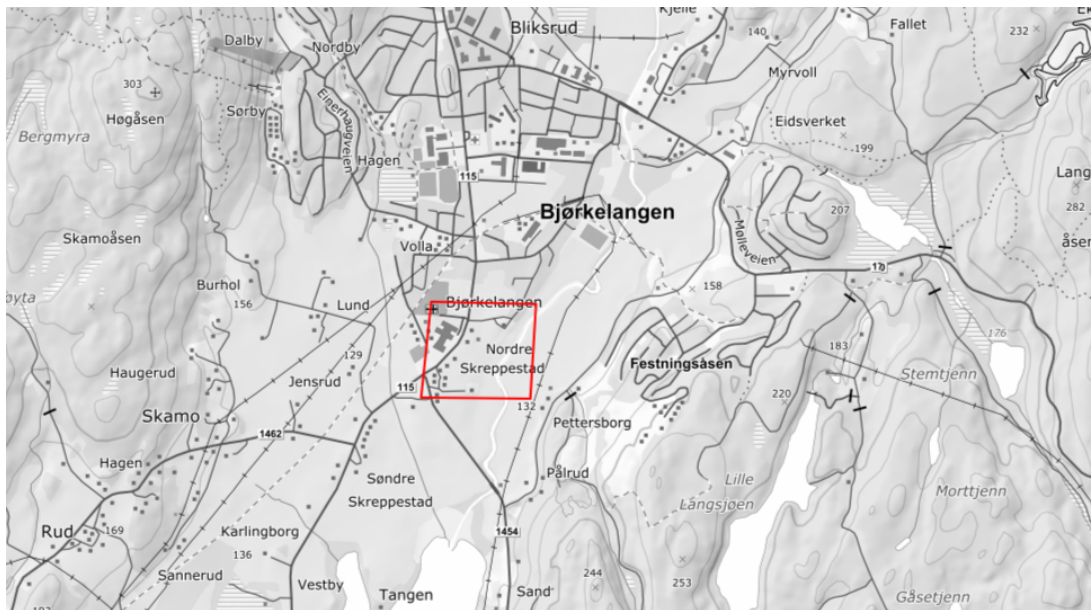 Bliksrud
Kjelle
Fallet
232
Dalby
Nordby
140
Myrvoll
303
Høgåsen
Sørby
Einerhaugveien
Eidsverket
199
Bergmyra
Hagen
115
Lang
282
åsen
207
Bjørkelangen
Skamoåsen
Volla
Mølleveien
170
Burhol
156
Lund
158
Bjørkelangen
176
129
Nordre
Skreppestad
Festningsåsen
183
Haugerud
Jensrud
115
132
220
Stemtjenn
Skamo
1462
Pettersborg
Hagen
Søndre
Skreppestad
Pålrud
Lille
Langsjøen
Morttjenn
Rud
169
Karlingborg
136
1454
Sannerud
Vestby
Tangen
Sand
244
253
Gåsetjenn